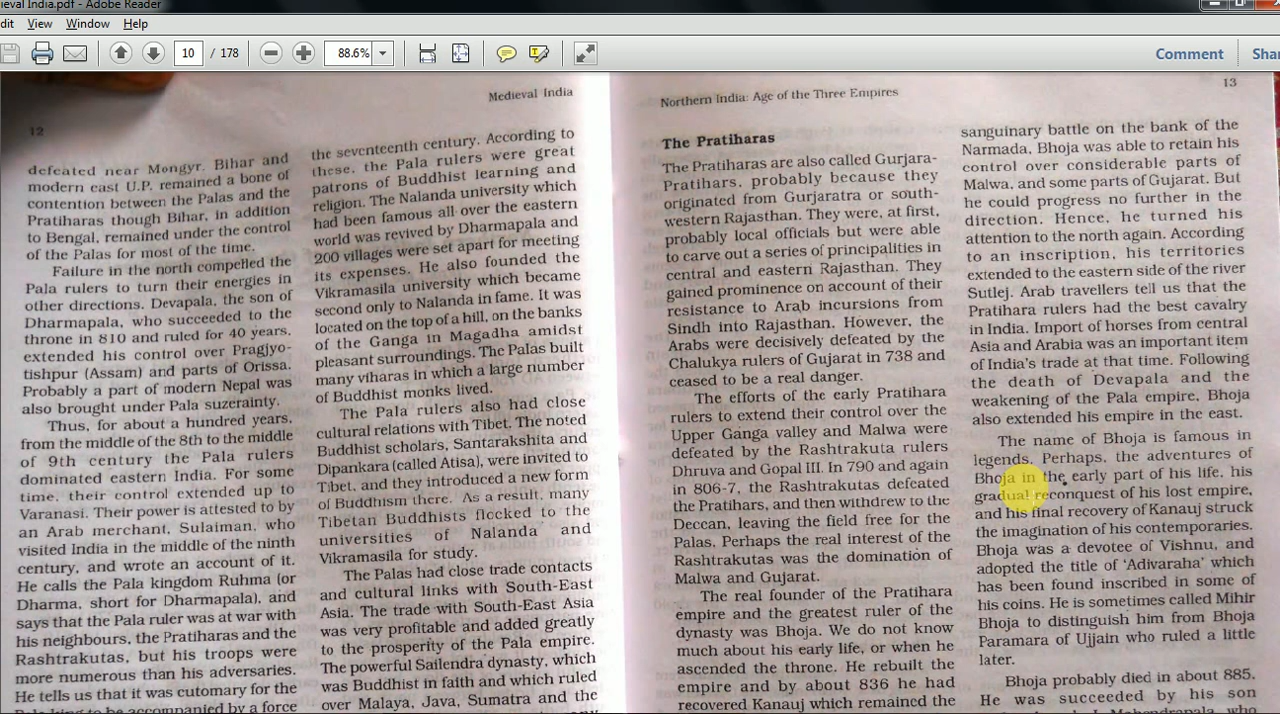 ieval India.pdf - Adobe Reader
dit View Window Help
10 / 178 88.6% Comment Shar
Medieval India
12
defeated near Mongyr. Bihar and
modern east U.P. remained a bone of
contention between the Palas and the
Pratiharas though Bihar, in addition
to Bengal, remained under the control
of the Palas for most of the time.
Failure in the north compelled the
Pala rulers to turn their energies in
other directions. Devapala, the son of
Dharmapala, who succeeded to the
throne in 810 and ruled for 40 years,
extended his control over Pragjyo-
tishpur (Assam) and parts of Orissa.
Probably a part of modern Nepal was
also brought under Pala suzerainty.
Thus, for about a hundred years,
from the middle of the 8th to the middle
of 9th century the Pala rulers
dominated eastern India. For some
time, their control extended up to
Varanasi. Their power is attested to by
an Arab merchant, Sulaiman, who
visited India in the middle of the ninth
century, and wrote an account of it.
He calls the Pala kingdom Ruhma (or
Dharma, short for Dharmapala), and
says that the Pala ruler was at war with
his neighbours, the Pratiharas and the
Rashtrakutas, but his troops were
more numerous than his adversaries.
He tells us that it was cutomary for the
to be accompanied by a force
the seventeenth century. According to
these, the Pala rulers were great
patrons of Buddhist learning and
religion. The Nalanda university which
had been famous all over the eastern
world was revived by Dharmapala and
200 villages were set apart for meeting
its expenses. He also founded the
Vikramasila university which became
second only to Nalanda in fame. It was
located on the top of a hill, on the banks
of the Ganga in Magadha amidst
pleasant surroundings. The Palas built
many viharas in which a large number
of Buddhist monks lived.
The Pala rulers also had close
cultural relations with Tibet. The noted
Buddhist scholars, Santarakshita and
Dipankara (called Atisa), were invited to
Tibet, and they introduced a new form
of Buddhism there. As a result, many
Tibetan Buddhists flocked to the
universities of Nalanda and
Vikramasila for study.
The Palas had close trade contacts
and cultural links with South-East
Asia. The trade with South-East Asia
was very profitable and added greatly
to the prosperity of the Pala empire.
The powerful Sailendra dynasty, which
was Buddhist in faith and which ruled
over Malaya, Java, Sumatra and the
Northern India: Age of the Three Empires
13
The Pratiharas
The Pratiharas are also called Gurjara-
Pratihars, probably because they
originated from Gurjaratra or south-
western Rajasthan. They were, at first,
probably local officials but were able
to carve out a series of principalities in
central and eastern Rajasthan. They
gained prominence on account of their
resistance to Arab incursions from
Sindh into Rajasthan. However, the
Arabs were decisively defeated by the
Chalukya rulers of Gujarat in 738 and
ceased to be a real danger.
The efforts of the early Pratihara
rulers to extend their control over the
Upper Ganga valley and Malwa were
defeated by the Rashtrakuta rulers
Dhruva and Gopal III. In 790 and again
in 806-7, the Rashtrakutas defeated
the Pratihars, and then withdrew to the
Deccan, leaving the field free for the
Palas. Perhaps the real interest of the
Rashtrakutas was the domination of
Malwa and Gujarat.
The real founder of the Pratihara
empire and the greatest ruler of the
dynasty was Bhoja. We do not know
much about his early life, or when he
ascended the throne. He rebuilt the
empire and by about 836 he had
recovered Kanauj which remained the
sanguinary battle on the bank of the
Narmada, Bhoja was able to retain his
control over considerable parts of
Malwa, and some parts of Gujarat. But
he could progress no further in the
direction. Hence, he turned his
attention to the north again. According
to an inscription, his territories
extended to the eastern side of the river
Sutlej. Arab travellers tell us that the
Pratihara rulers had the best cavalry
in India. Import of horses from central
Asia and Arabia was an important item
of India's trade at that time. Following
the death of Devapala and the
weakening of the Pala empire, Bhoja
also extended his empire in the east.
The name of Bhoja is famous in
legends. Perhaps, the adventures of
Bhoja in the early part of his life, his
gradual reconquest of his lost empire,
and his final recovery of Kanauj struck
the imagination of his contemporaries.
Bhoja was a devotee of Vishnu, and
adopted the title of 'Adivaraha' which
has been found inscribed in some of
his coins. He is sometimes called Mihir
Bhoja to distinguish him from Bhoja
Paramara of Ujjain who ruled a little
later.
Bhoja probably died in about 885.
He was succeeded by his son